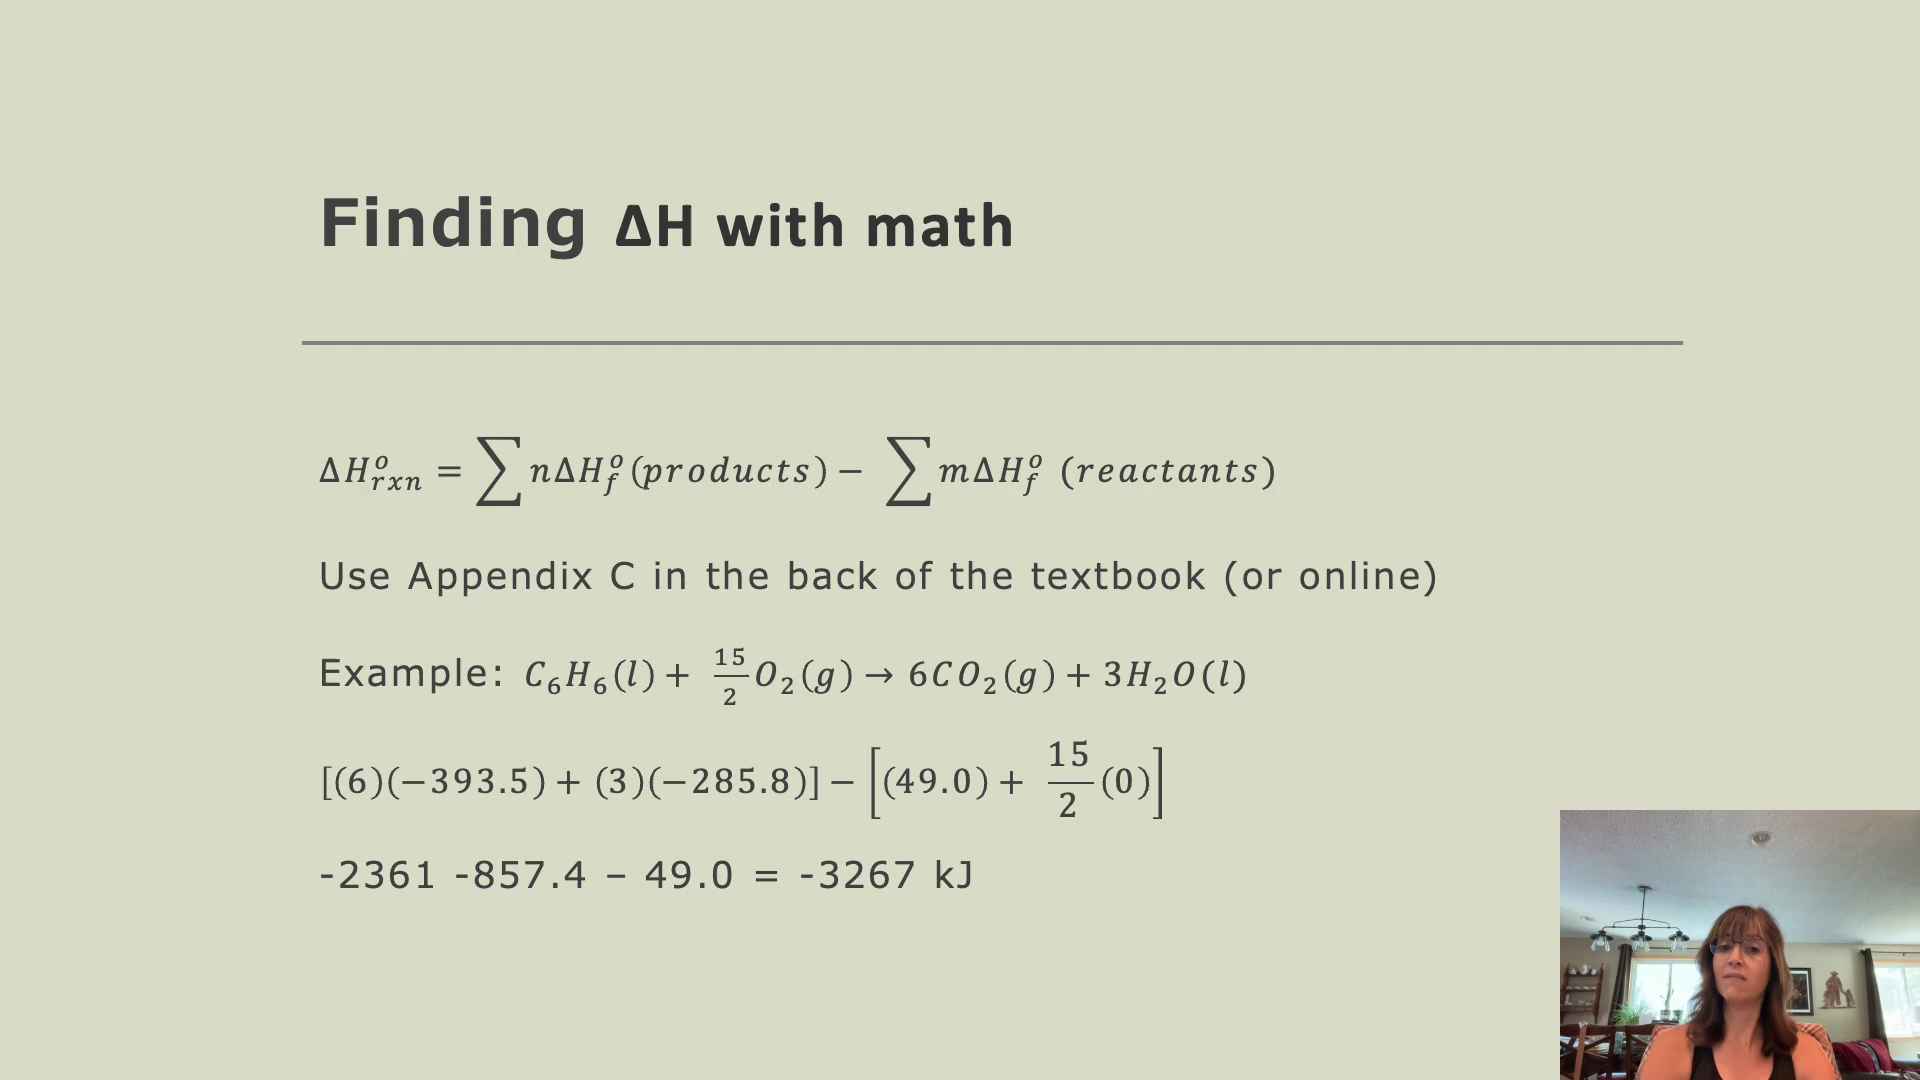 Finding ΔH with math
ΔH°rxn = ∑ nΔH°f (products) − ∑ mΔH°f (reactants)
Use Appendix C in the back of the textbook (or online)
Example: C₆H₆(l) + 15/2 O₂(g) → 6CO₂(g) + 3H₂O(l)
[(6)(−393.5) + (3)(−285.8)] − [(49.0) + 15/2 (0)]
-2361 -857.4 – 49.0 = -3267 kJ